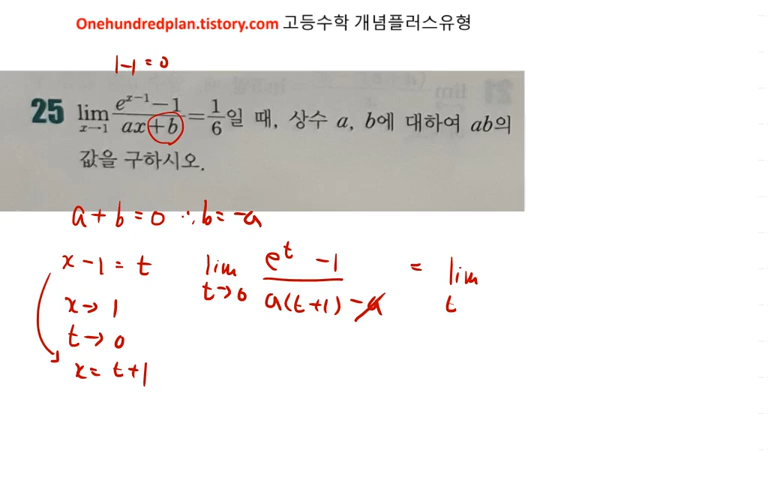 Onehundredplan.tistory.com 고등수학 개념플러스유형
1-1=0
25 lim x→1 (e^(x-1) - 1)/(ax+b) = 1/6 일 때, 상수 a, b에 대하여 ab의
값을 구하시오.
a+b=0 ∴ b=-a
x-1=t lim t→0 (e^t - 1)/(a(t+1)-a) = lim t
x→1
t→0
x=t+1